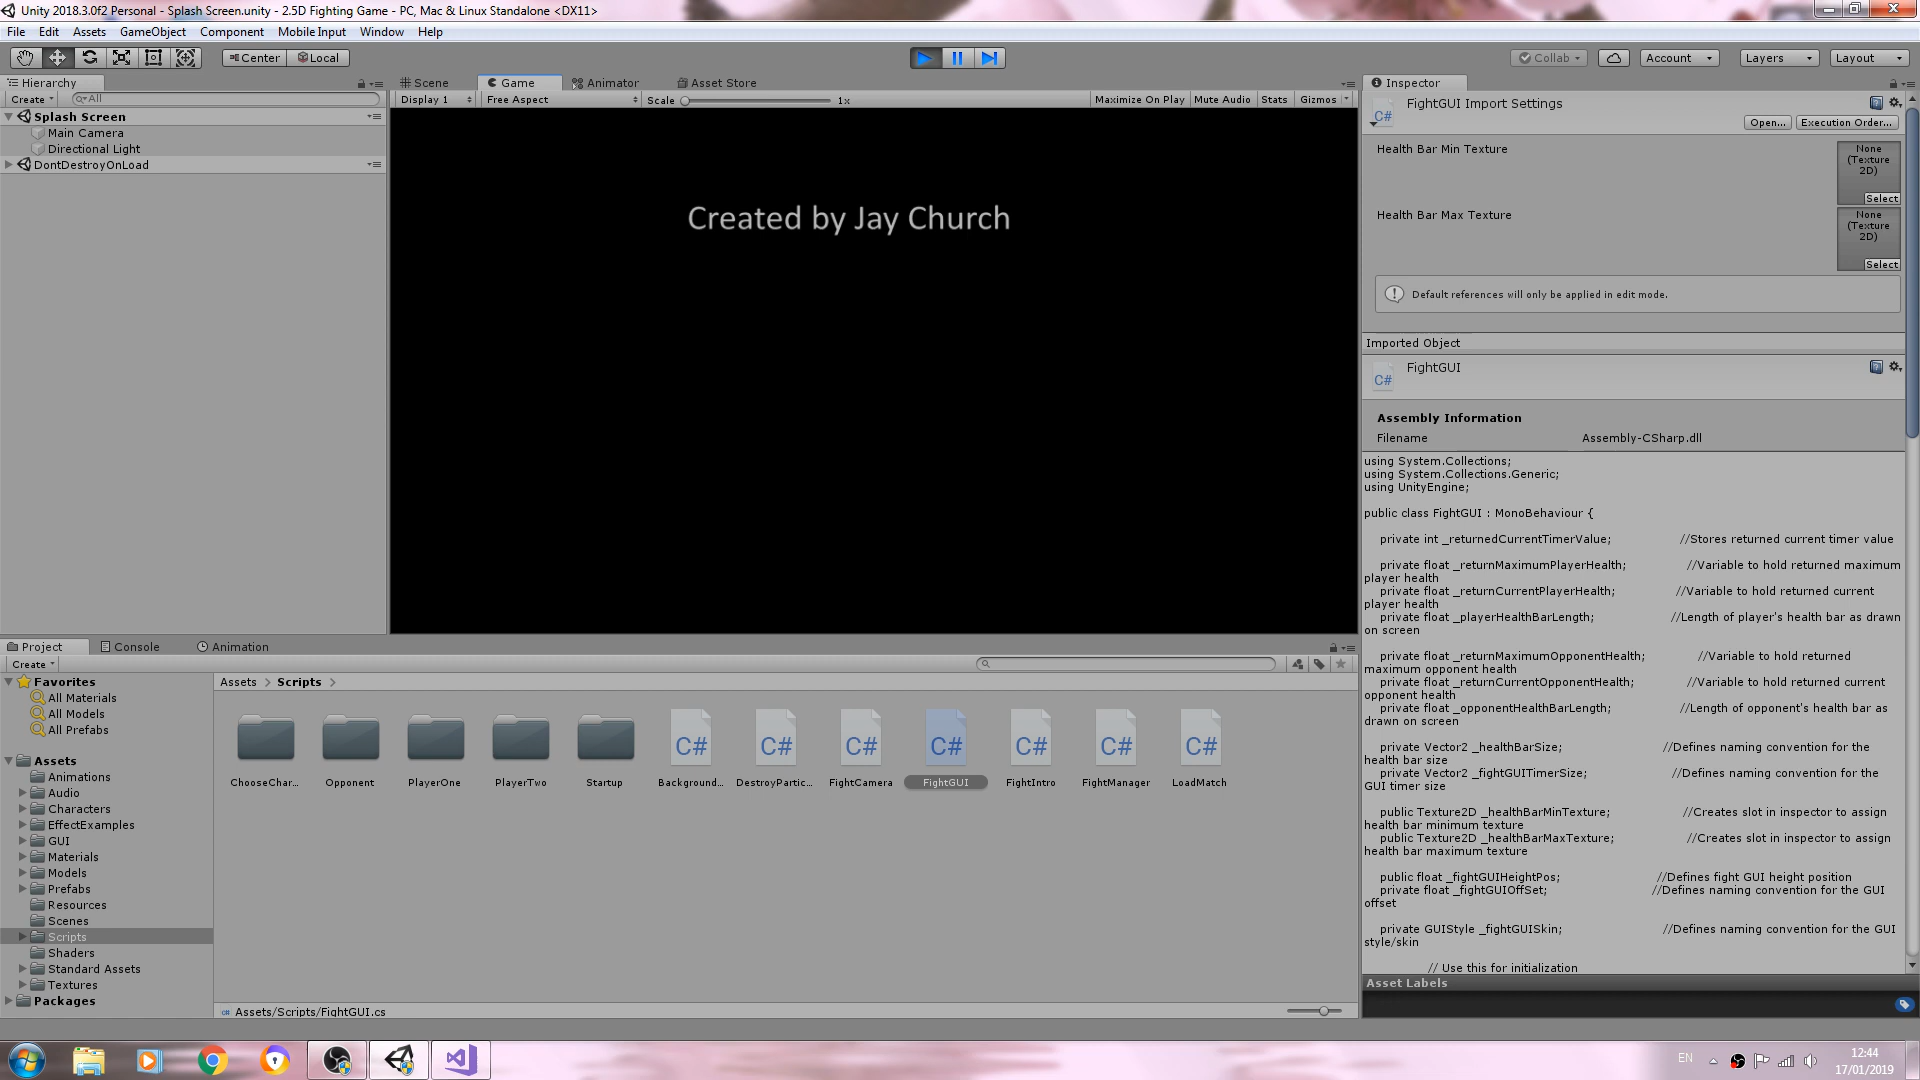 Unity 2018.3.0f2 Personal - Splash Screen.unity - 2.5D Fighting Game - PC, Mac & Linux Standalone <DX11>
File Edit Assets GameObject Component Mobile Input Window Help
Center Local Collab Account Layers Layout
Hierarchy
Create All
Splash Screen
Main Camera
Directional Light
DontDestroyOnLoad
Scene Game Animator Asset Store
Display 1 Free Aspect Scale 1x Maximize On Play Mute Audio Stats Gizmos
Created by Jay Church
Inspector
FightGUI Import Settings
C#
Open... Execution Order...
Health Bar Min Texture
None
(Texture
2D)
Select
Health Bar Max Texture
None
(Texture
2D)
Select
Default references will only be applied in edit mode.
Imported Object
FightGUI
C#
Assembly Information
Filename Assembly-CSharp.dll
using System.Collections;
using System.Collections.Generic;
using UnityEngine;
public class FightGUI : MonoBehaviour {
private int _returnedCurrentTimerValue; //Stores returned current timer value
private float _returnMaximumPlayerHealth; //Variable to hold returned maximum
player health
private float _returnCurrentPlayerHealth; //Variable to hold returned current
player health
private float _playerHealthBarLength; //Length of player's health bar as drawn
on screen
private float _returnMaximumOpponentHealth; //Variable to hold returned
maximum opponent health
private float _returnCurrentOpponentHealth; //Variable to hold returned current
opponent health
private float _opponentHealthBarLength; //Length of opponent's health bar as
drawn on screen
private Vector2 _healthBarSize; //Defines naming convention for the
health bar size
private Vector2 _fightGUITimerSize; //Defines naming convention for the
GUI timer size
public Texture2D _healthBarMinTexture; //Creates slot in inspector to assign
health bar minimum texture
public Texture2D _healthBarMaxTexture; //Creates slot in inspector to assign
health bar maximum texture
public float _fightGUIHeightPos; //Defines fight GUI height position
private float _fightGUIOffSet; //Defines naming convention for the GUI
offset
private GUIStyle _fightGUISkin; //Defines naming convention for the GUI
style/skin
// Use this for initialization
Asset Labels
Project Console Animation
Create
Favorites
All Materials
All Models
All Prefabs
Assets
Animations
Audio
Characters
EffectExamples
GUI
Materials
Models
Prefabs
Resources
Scenes
Scripts
Shaders
Standard Assets
Textures
Packages
Assets > Scripts >
C# C# C# C# C# C# C#
ChooseChar... Opponent PlayerOne PlayerTwo Startup Background... DestroyPartic... FightCamera FightGUI FightIntro FightManager LoadMatch
c# Assets/Scripts/FightGUI.cs
EN
12:44
17/01/2019